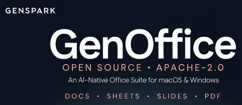 GENSPARK
GenOffice
OPEN SOURCE • APACHE-2.0
An AI-Native Office Suite for macOS & Windows
DOCS • SHEETS • SLIDES • PDF